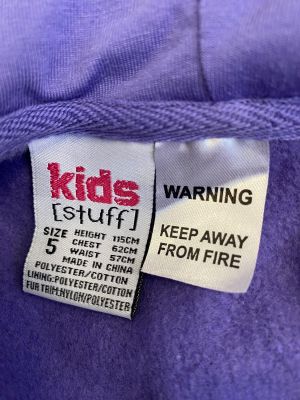 kids
[stuff]
SIZE 5
HEIGHT 115CM
CHEST 62CM
WAIST 57CM
MADE IN CHINA
POLYESTER/COTTON
LINING:POLYESTER/COTTON
FUR TRIM:NYLON/POLYESTER
WARNING
KEEP AWAY
FROM FIRE